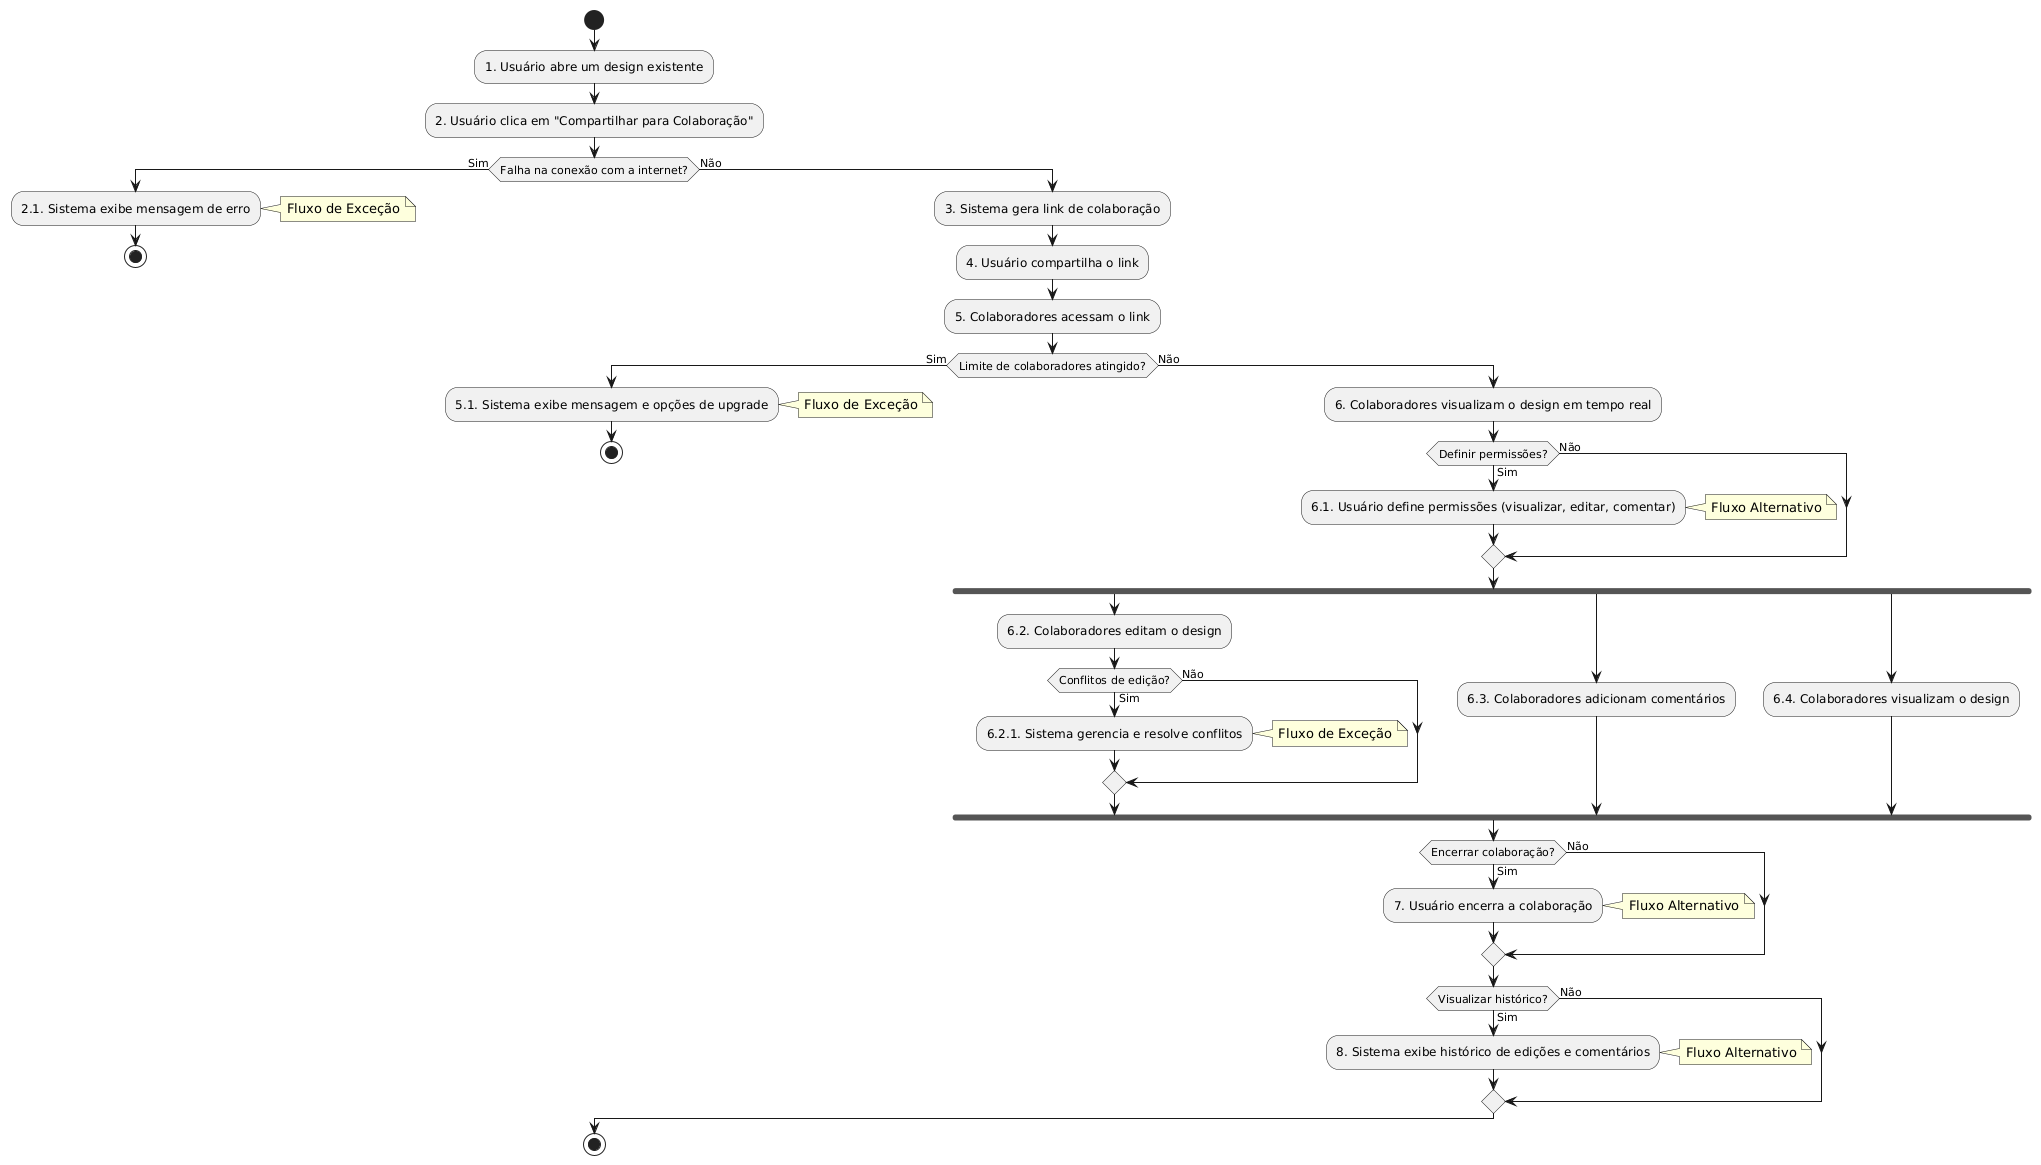 1. Usuário abre um design existente
2. Usuário clica em "Compartilhar para Colaboração"
Falha na conexão com a internet?
Sim
Não
2.1. Sistema exibe mensagem de erro
Fluxo de Exceção
3. Sistema gera link de colaboração
4. Usuário compartilha o link
5. Colaboradores acessam o link
Limite de colaboradores atingido?
Sim
Não
5.1. Sistema exibe mensagem e opções de upgrade
Fluxo de Exceção
6. Colaboradores visualizam o design em tempo real
Definir permissões?
Não
Sim
6.1. Usuário define permissões (visualizar, editar, comentar)
Fluxo Alternativo
6.2. Colaboradores editam o design
Conflitos de edição?
Não
Sim
6.2.1. Sistema gerencia e resolve conflitos
Fluxo de Exceção
6.3. Colaboradores adicionam comentários
6.4. Colaboradores visualizam o design
Encerrar colaboração?
Não
Sim
7. Usuário encerra a colaboração
Fluxo Alternativo
Visualizar histórico?
Não
Sim
8. Sistema exibe histórico de edições e comentários
Fluxo Alternativo